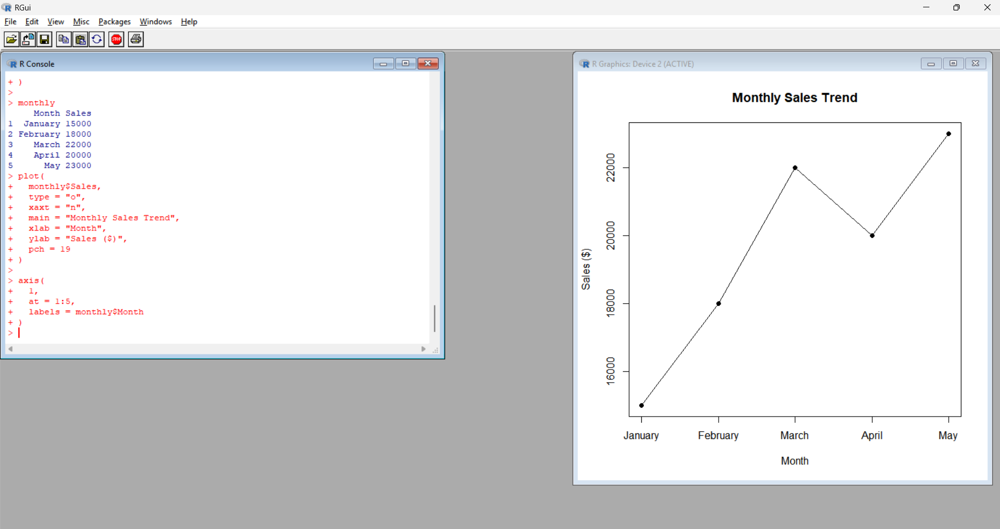 RGui
File Edit View Misc Packages Windows Help
STOP
R Console
+ )
>
> monthly
     Month Sales
1  January 15000
2 February 18000
3    March 22000
4    April 20000
5      May 23000
> plot(
+   monthly$Sales,
+   type = "o",
+   xaxt = "n",
+   main = "Monthly Sales Trend",
+   xlab = "Month",
+   ylab = "Sales ($)",
+   pch = 19
+ )
>
> axis(
+   1,
+   at = 1:5,
+   labels = monthly$Month
+ )
>
R Graphics: Device 2 (ACTIVE)
Monthly Sales Trend
Sales ($)
22000
20000
18000
16000
January February March April May
Month